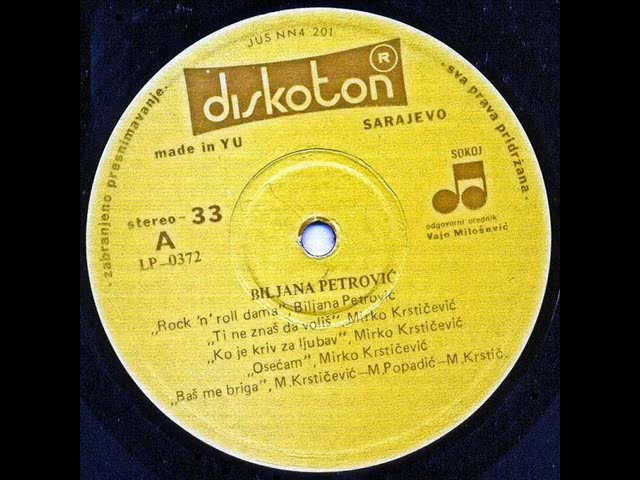 JUS NN4 201
diskoton ®
SARAJEVO
made in YU
zabranjeno presnimavanje.
sva prava pridržana.
SOKOJ
odgovorni urednik
Vajo Milošević
stereo - 33
A
LP-0372
BILJANA PETROVIĆ
„Rock 'n' roll dama” Biljana Petrović
„Ti ne znaš da voliš”, Mirko Krstičević
„Ko je kriv za ljubav”, Mirko Krstičević
„Osećam”, Mirko Krstičević
„Baš me briga”, M.Krstičević–M.Popadić–M.Krstič.